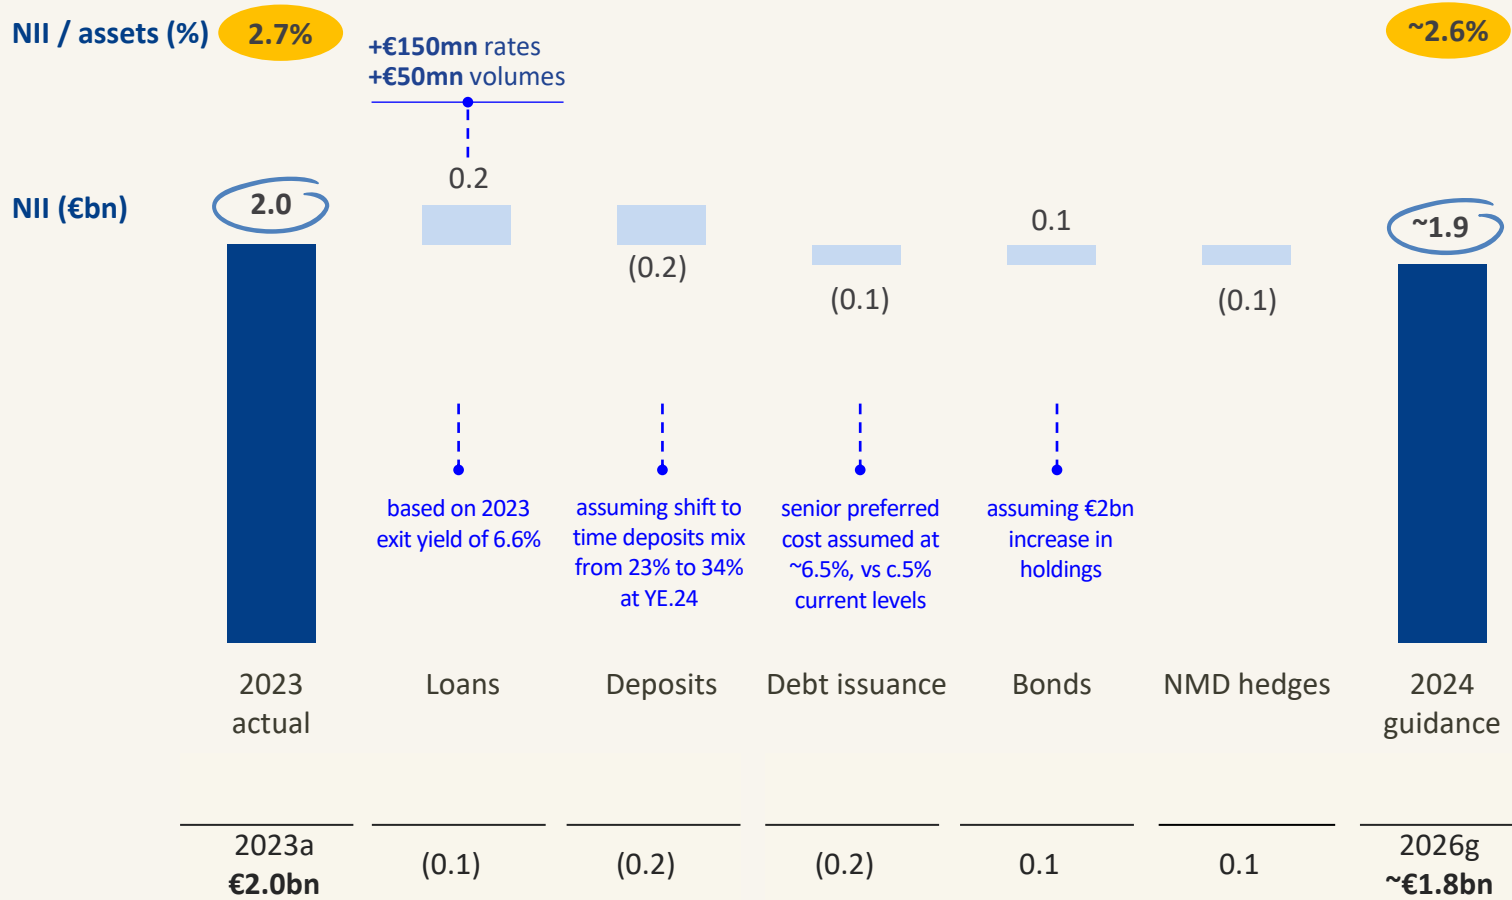 NII / assets (%)
2.7%
~2.6%
+€150mn rates
+€50mn volumes
NII (€bn)
2.0
0.2
(0.2)
(0.1)
0.1
(0.1)
~1.9
based on 2023
exit yield of 6.6%
assuming shift to
time deposits mix
from 23% to 34%
at YE.24
senior preferred
cost assumed at
~6.5%, vs c.5%
current levels
assuming €2bn
increase in
holdings
2023
actual
Loans
Deposits
Debt issuance
Bonds
NMD hedges
2024
guidance
2023a
€2.0bn
(0.1)
(0.2)
(0.2)
0.1
0.1
2026g
~€1.8bn